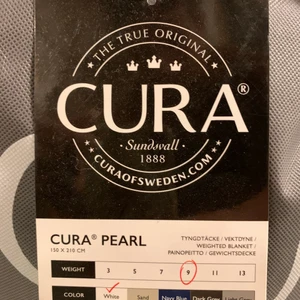 THE TRUE ORIGINAL
CURA®
Sundsvall
1888
CURAOFSWEDEN.COM
CURA® PEARL
150 X 210 CM
TYNGDTÄCKE / VEKTDYNE /
WEIGHTED BLANKET /
PAINOPEITTO / GEWICHTSDECKE
WEIGHT 3 5 7 9 11 13
COLOR White Sand Navy Blue Dark Grey